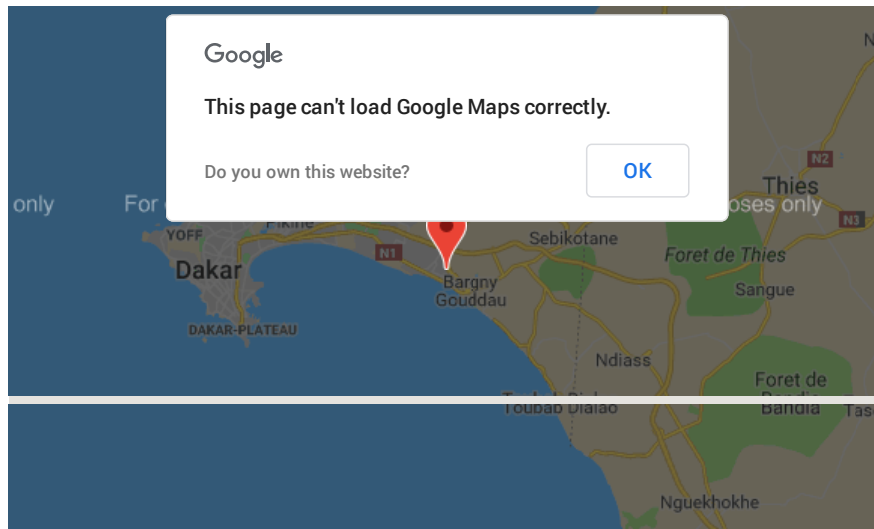 Google
This page can't load Google Maps correctly.
Do you own this website?
OK
N2
Thies
only
For
oses only
N3
YOFF
Sebikotane
N1
Foret de Thies
Dakar
Bargny
Gouddau
Sangue
DAKAR-PLATEAU
Ndiass
Foret de
Toubab Dialao
Bandia
Nguekhokhe